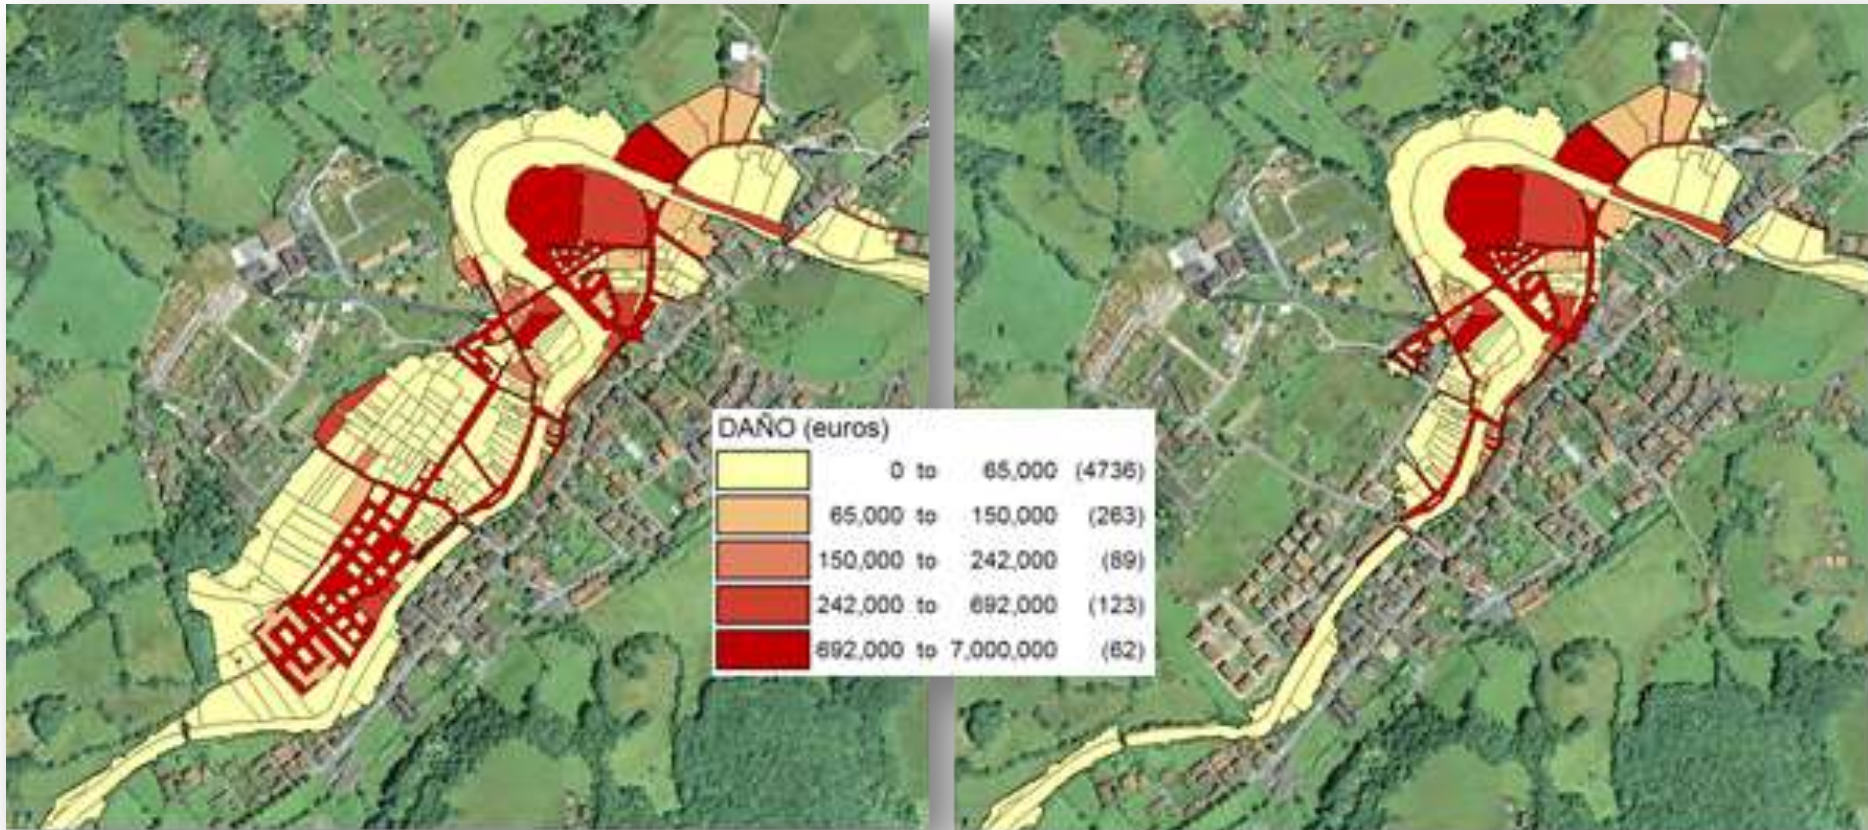 DAÑO (euros)
0 to 65,000 (4736)
65,000 to 150,000 (263)
150,000 to 242,000 (89)
242,000 to 692,000 (123)
692,000 to 7,000,000 (62)